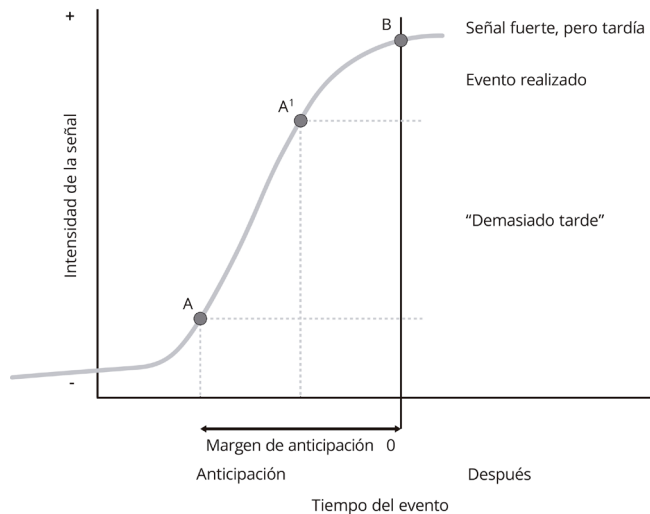 +
B
Señal fuerte, pero tardía
Evento realizado
A¹
Intensidad de la señal
“Demasiado tarde”
A
-
Margen de anticipación 0
Anticipación
Después
Tiempo del evento